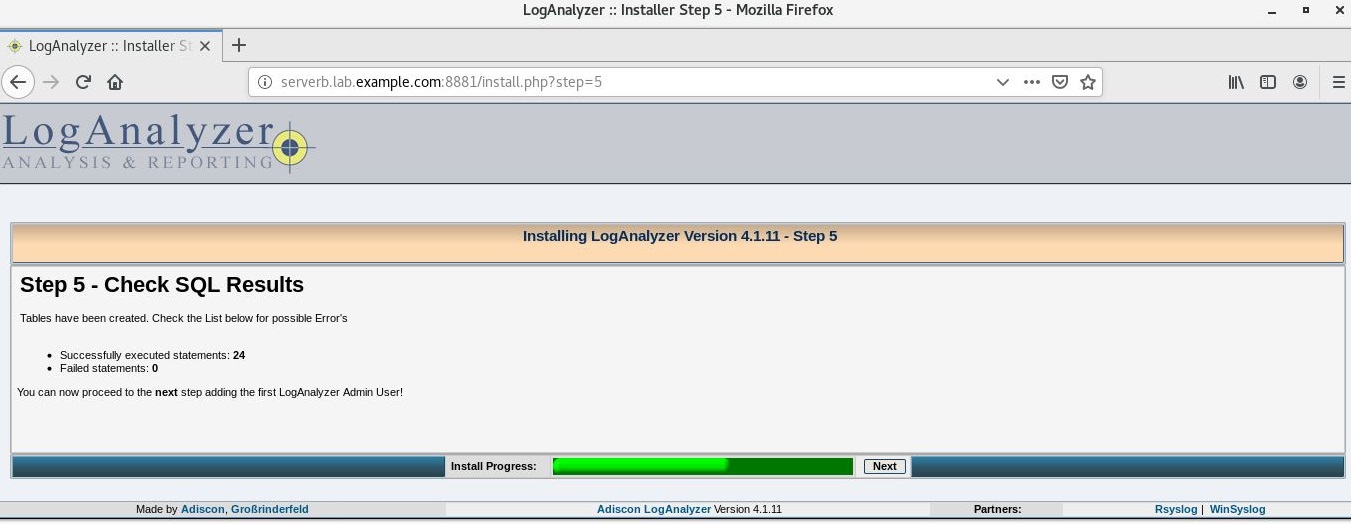 LogAnalyzer :: Installer Step 5 - Mozilla Firefox
LogAnalyzer :: Installer St
serverb.lab.example.com:8881/install.php?step=5
LogAnalyzer
ANALYSIS & REPORTING
Installing LogAnalyzer Version 4.1.11 - Step 5
Step 5 - Check SQL Results
Tables have been created. Check the List below for possible Error's
• Successfully executed statements: 24
• Failed statements: 0
You can now proceed to the next step adding the first LogAnalyzer Admin User!
Install Progress: Next
Made by Adiscon, Großrinderfeld Adiscon LogAnalyzer Version 4.1.11 Partners: Rsyslog | WinSyslog